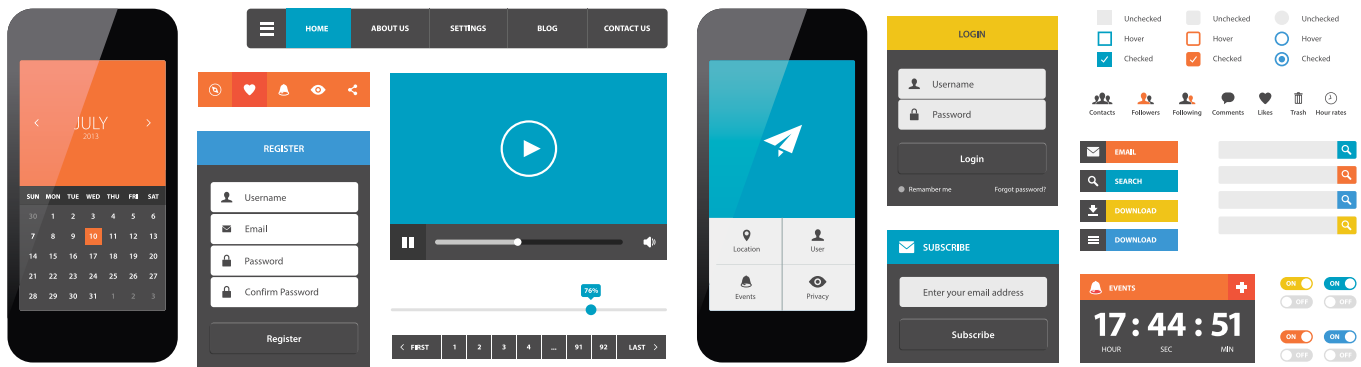 JULY
2013
SUN MON TUE WED THU FRI SAT
30 1 2 3 4 5 6
7 8 9 10 11 12 13
14 15 16 17 18 19 20
21 22 23 24 25 26 27
28 29 30 31 1 2 3
HOME ABOUT US SETTINGS BLOG CONTACT US
REGISTER
Username
Email
Password
Confirm Password
Register
76%
FIRST 1 2 3 4 ... 91 92 LAST
Location User
Events Privacy
LOGIN
Username
Password
Login
Remember me Forgot password?
SUBSCRIBE
Enter your email address
Subscribe
Unchecked Unchecked Unchecked
Hover Hover Hover
Checked Checked Checked
Contacts Followers Following Comments Likes Trash Hour rates
EMAIL
SEARCH
DOWNLOAD
DOWNLOAD
EVENTS
17 : 44 : 51
HOUR SEC MIN
ON ON
OFF OFF
ON ON
OFF OFF